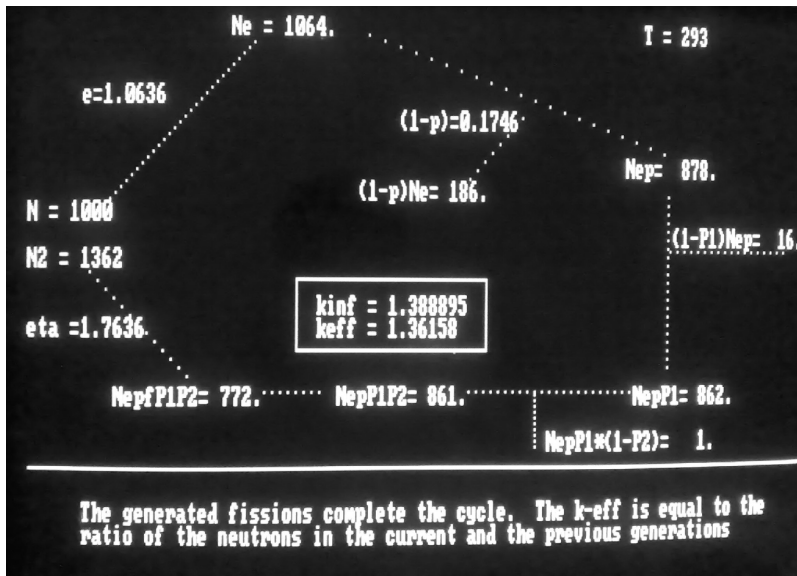 Ne = 1064.
T = 293
e=1.0636
(1-p)=0.1746
Nep= 878.
(1-p)Ne= 186.
N = 1000
(1-P1)Nep= 16.
N2 = 1362
kinf = 1.388895
keff = 1.36158
eta =1.7636
NepfP1P2= 772.
NepP1P2= 861.
NepP1= 862.
NepP1*(1-P2)= 1.
The generated fissions complete the cycle. The k-eff is equal to the
ratio of the neutrons in the current and the previous generations